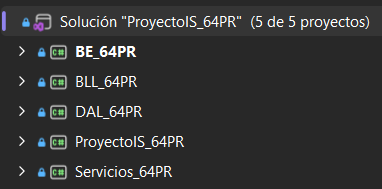 Solución "ProyectoIS_64PR" (5 de 5 proyectos)
C# BE_64PR
C# BLL_64PR
C# DAL_64PR
C# ProyectoIS_64PR
C# Servicios_64PR